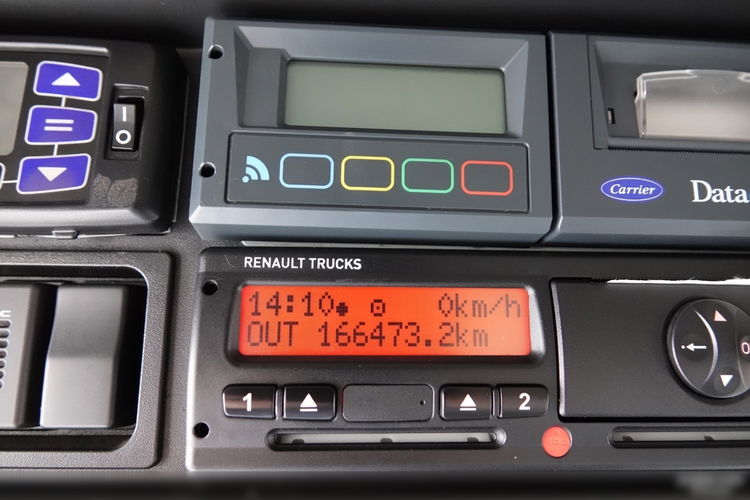 Carrier
Data
RENAULT TRUCKS
14:10 0km/h
OUT 166473.2km
1
2